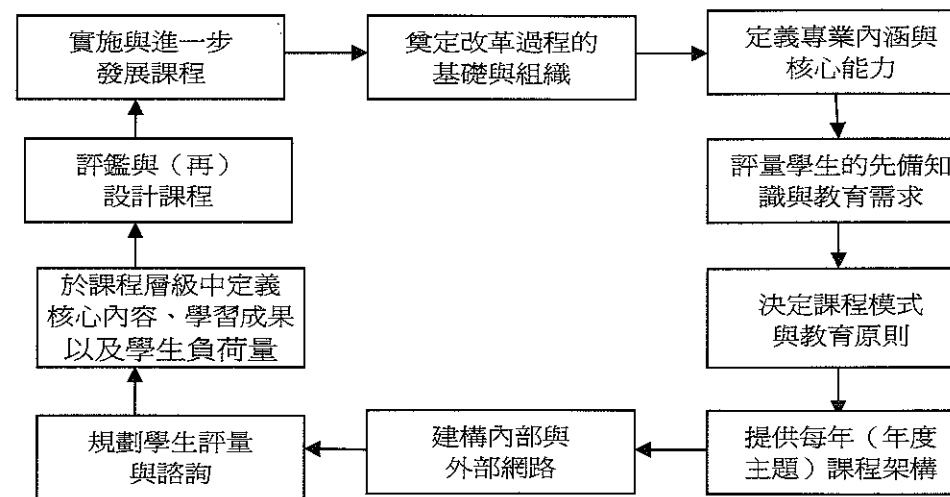 實施與進一步
發展課程
奠定改革過程的
基礎與組織
定義專業內涵與
核心能力
評量學生的先備知
識與教育需求
決定課程模式
與教育原則
提供每年（年度
主題）課程架構
建構內部與
外部網路
規劃學生評量
與諮詢
於課程層級中定義
核心內容、學習成果
以及學生負荷量
評鑑與（再）
設計課程